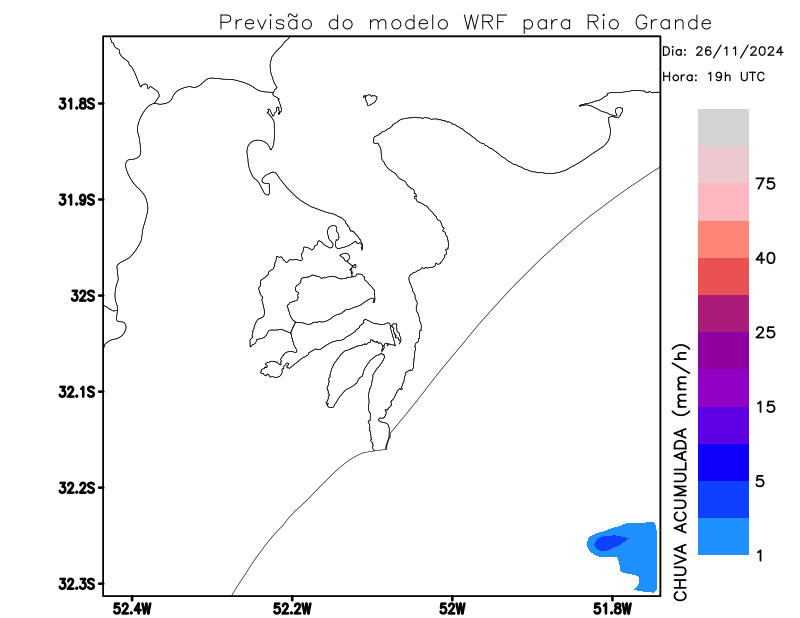 Previsão do modelo WRF para Rio Grande
Dia: 26/11/2024
Hora: 19h UTC
31.8S
31.9S
32S
32.1S
32.2S
32.3S
52.4W
52.2W
52W
51.8W
75
40
25
15
5
1
CHUVA ACUMULADA (mm/h)